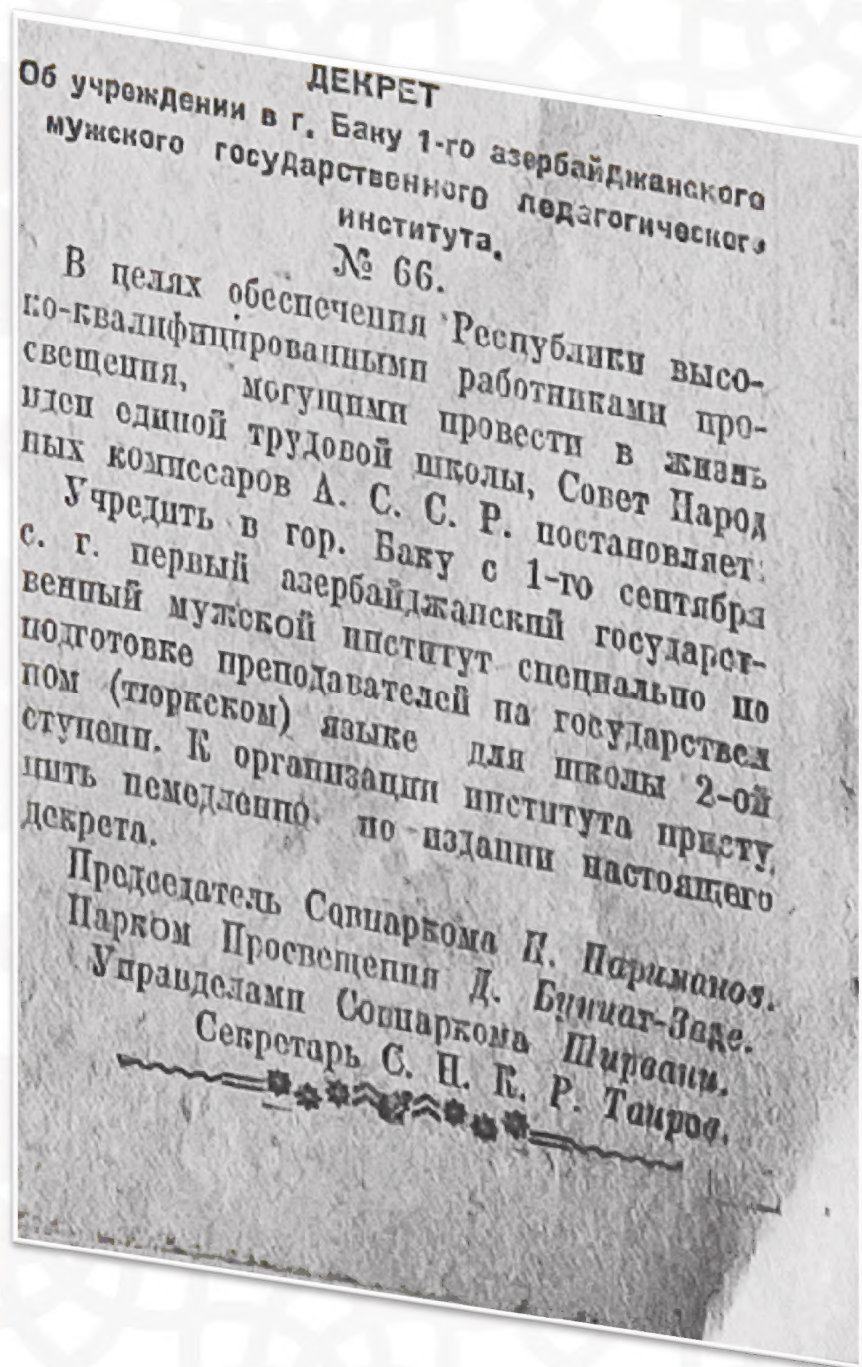 ДЕКРЕТ
Об учреждении в г. Баку 1-го азербайджанского
мужского государственного педагогического
института.
№ 66.
В целях обеспечения Республики высо-
ко-квалифицированными работниками про-
свещения, могущими провести в жизнь
идеи единой трудовой школы, Совет Народ
ных комиссаров А. С. С. Р. постановляет:
Учредить в гор. Баку с 1-го сентября
с. г. первый азербайджанский государст-
венный мужской институт специально по
подготовке преподавателей на государствен
ном (тюркском) языке для школы 2-ой
ступени. К организации института присту,
пить немедленно по издании настоящего
декрета.
Председатель Совнаркома Н. Нариманов.
Нарком Просвещения Д. Буниат-Заде.
Управделами Совнаркома Ширвани.
Секретарь С. Н. К. Р. Таиров.